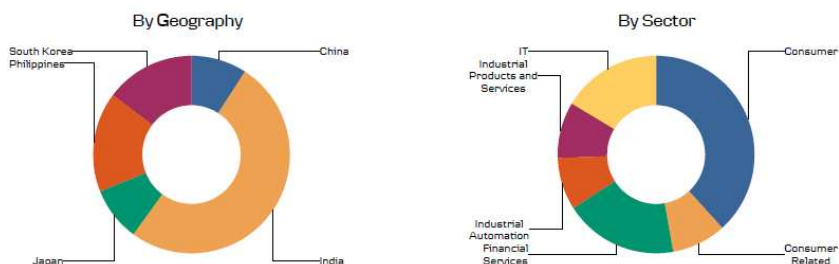 By Geography
South Korea
Philippines
China
Japan
India
By Sector
IT
Industrial
Products and
Services
Consumer
Industrial
Automation
Financial
Services
Consumer
Related